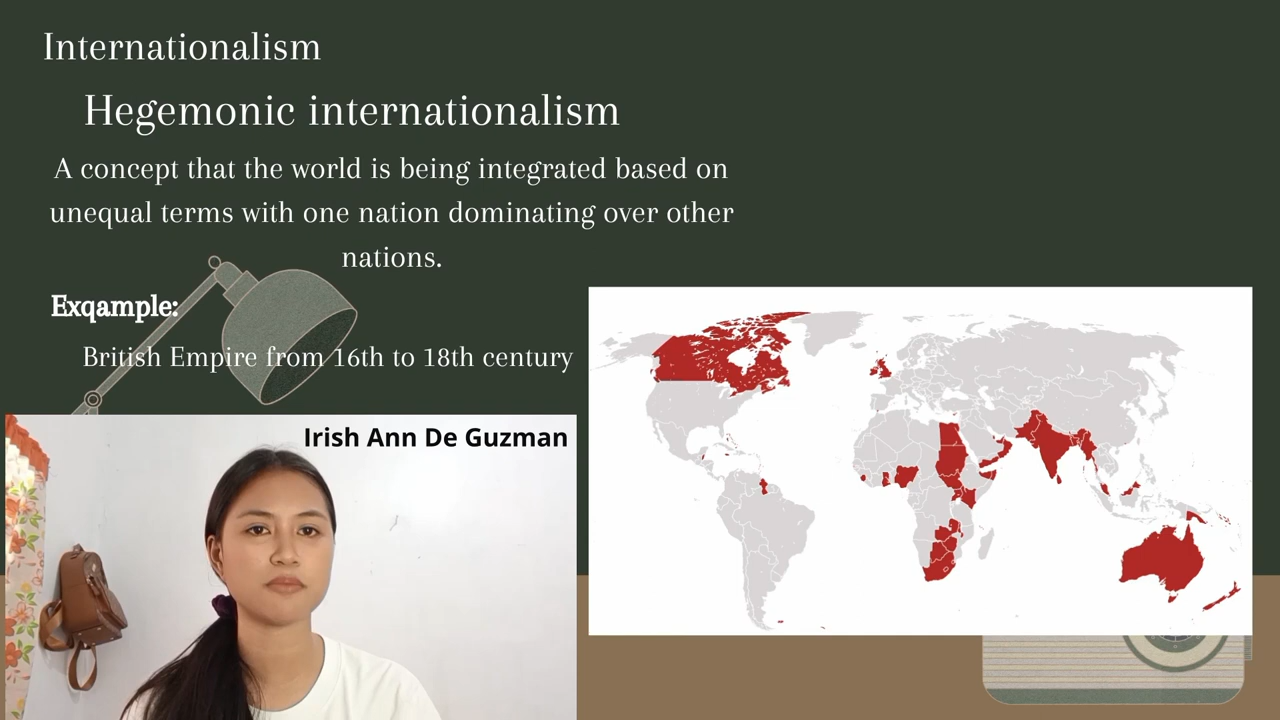 Internationalism
Hegemonic internationalism
A concept that the world is being integrated based on
unequal terms with one nation dominating over other
nations.
Exqample:
British Empire from 16th to 18th century
Irish Ann De Guzman